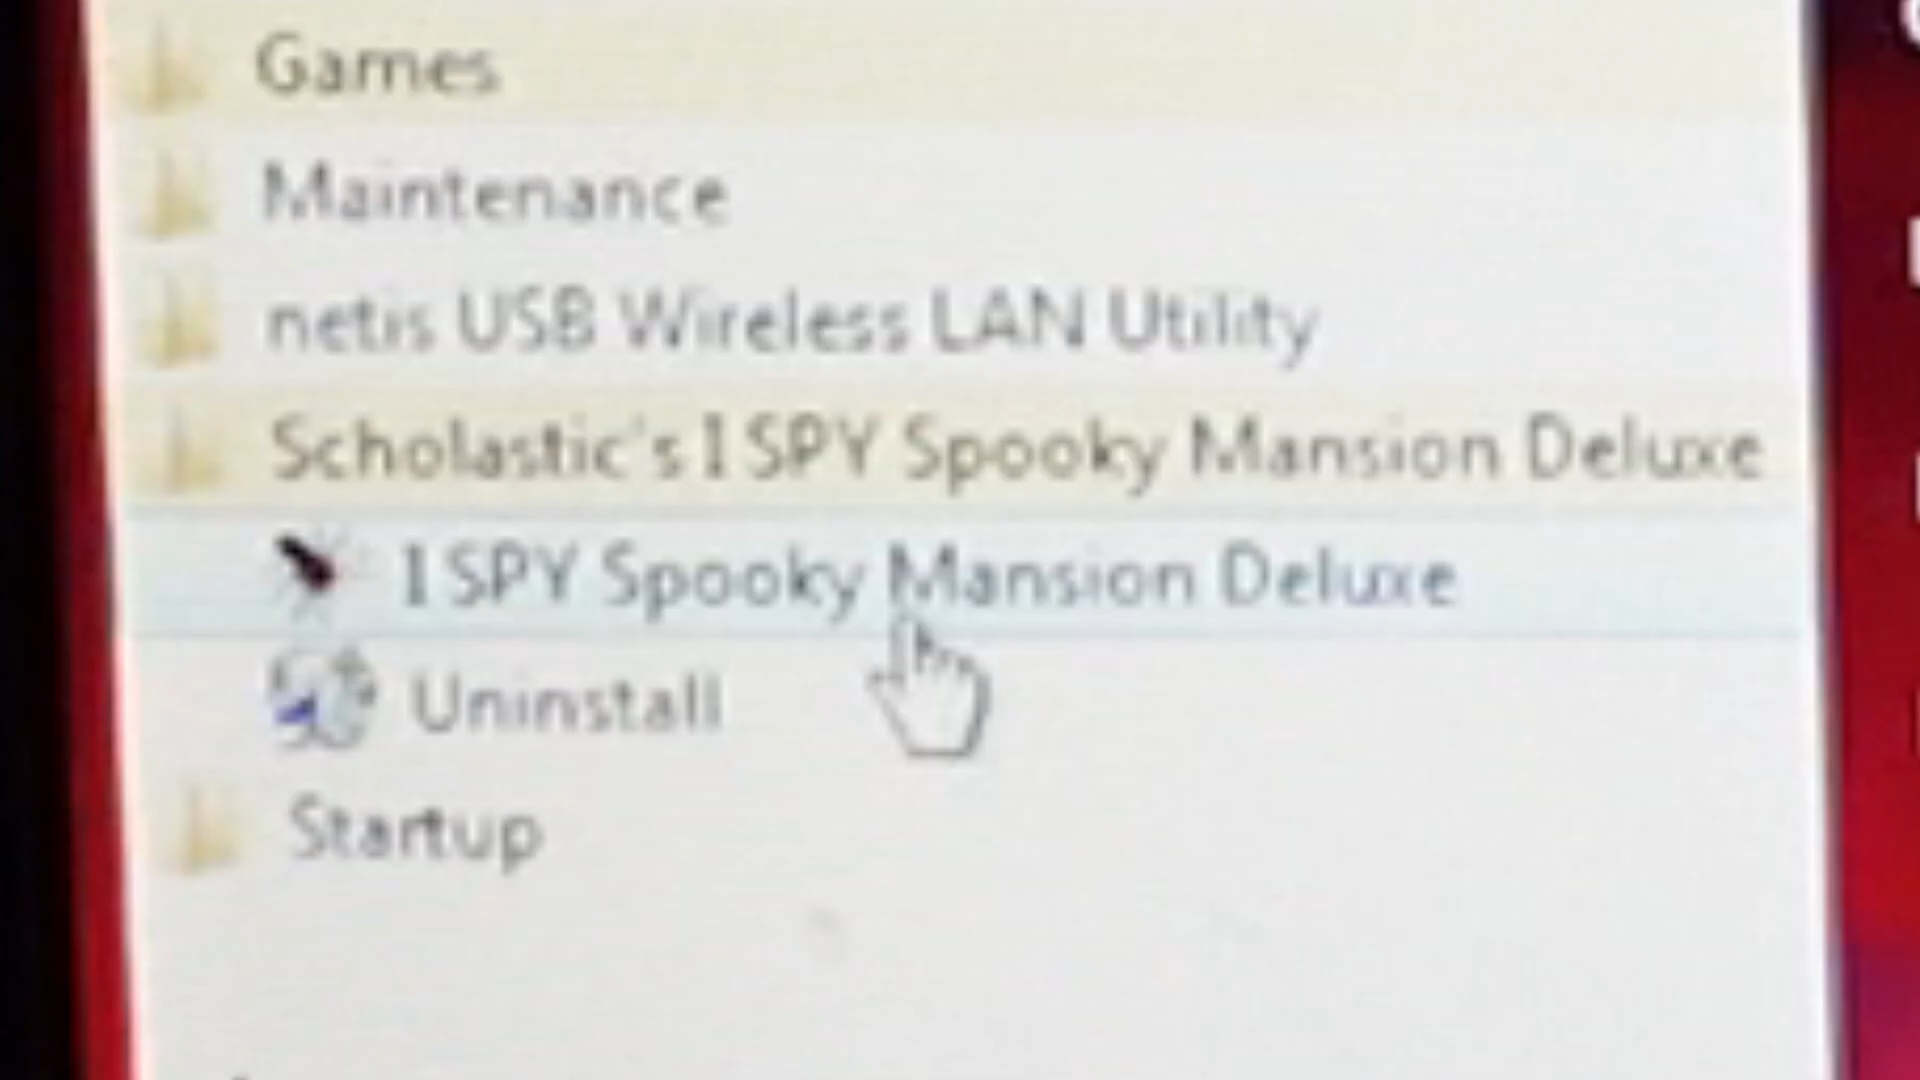 Games
Maintenance
netis USB Wireless LAN Utility
Scholastic's I SPY Spooky Mansion Deluxe
I SPY Spooky Mansion Deluxe
Uninstall
Startup